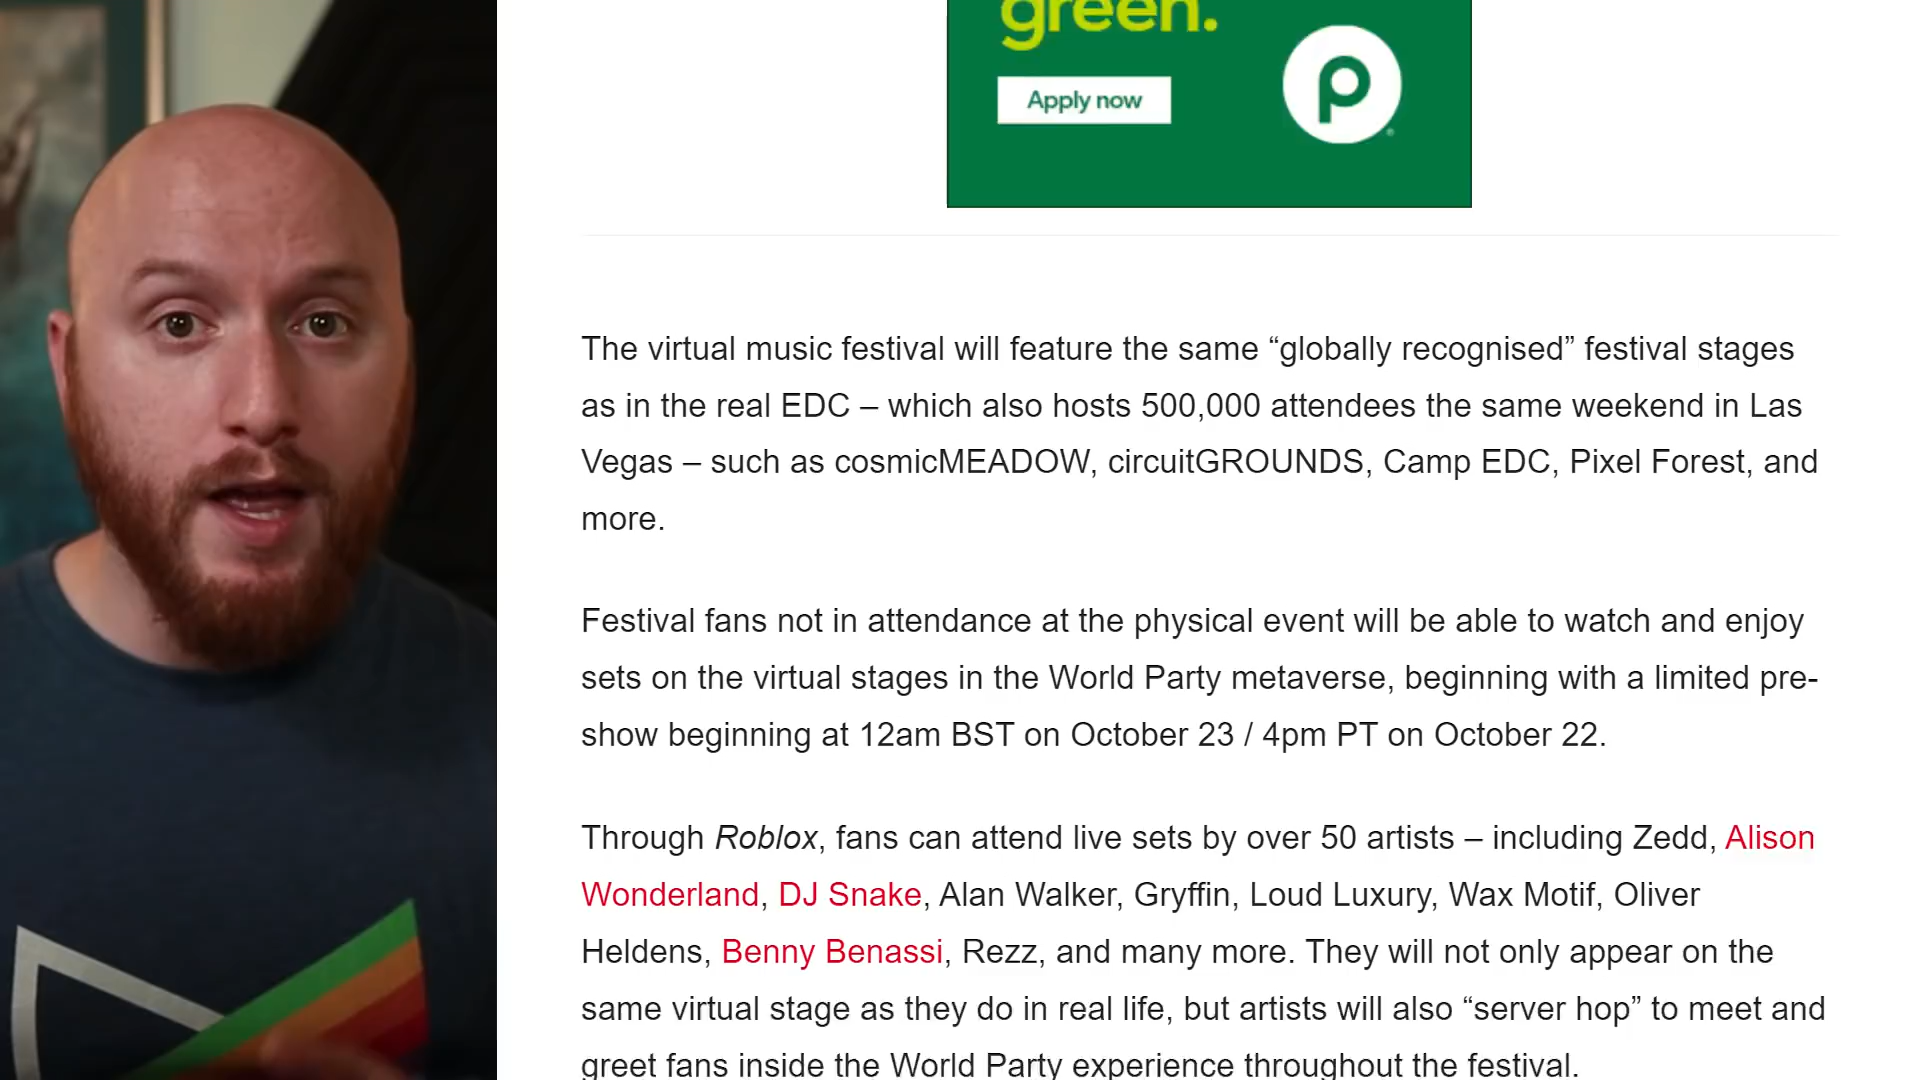 green.
Apply now
The virtual music festival will feature the same “globally recognised” festival stages
as in the real EDC – which also hosts 500,000 attendees the same weekend in Las
Vegas – such as cosmicMEADOW, circuitGROUNDS, Camp EDC, Pixel Forest, and
more.
Festival fans not in attendance at the physical event will be able to watch and enjoy
sets on the virtual stages in the World Party metaverse, beginning with a limited pre-
show beginning at 12am BST on October 23 / 4pm PT on October 22.
Through Roblox, fans can attend live sets by over 50 artists – including Zedd, Alison
Wonderland, DJ Snake, Alan Walker, Gryffin, Loud Luxury, Wax Motif, Oliver
Heldens, Benny Benassi, Rezz, and many more. They will not only appear on the
same virtual stage as they do in real life, but artists will also “server hop” to meet and
greet fans inside the World Party experience throughout the festival.